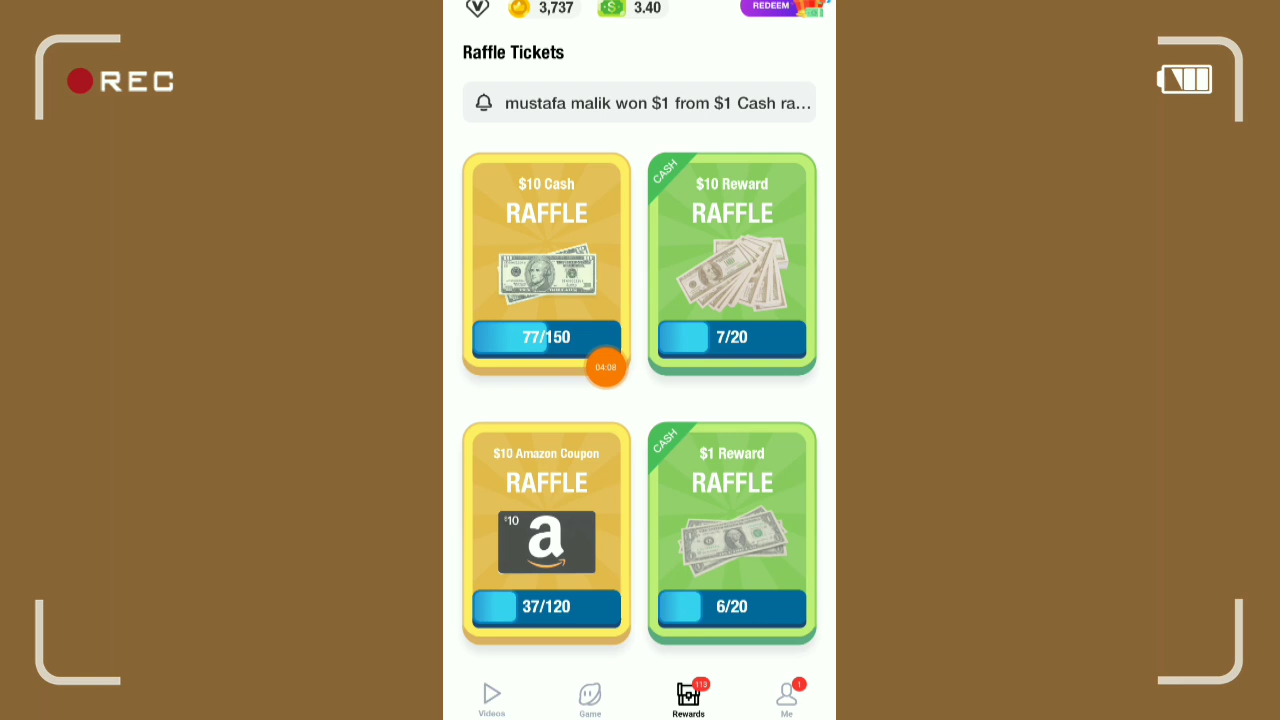 3,737
3.40
REDEEM
Raffle Tickets
REC
mustafa malik won $1 from $1 Cash ra...
$10 Cash
RAFFLE
77/150
04:08
CASH
$10 Reward
RAFFLE
7/20
$10 Amazon Coupon
RAFFLE
$10
a
37/120
CASH
$1 Reward
RAFFLE
6/20
Videos
Game
113
Rewards
1
Me